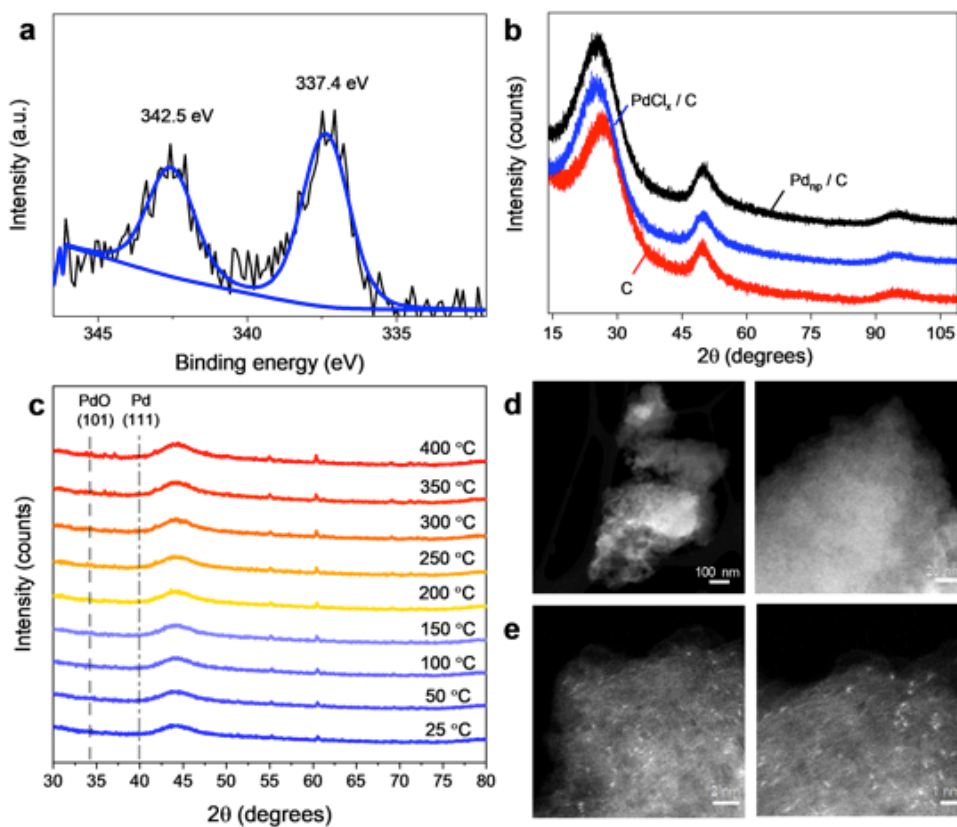 a
342.5 eV
337.4 eV
Intensity (a.u.)
345
340
335
Binding energy (eV)
b
PdClx / C
Pdnp / C
C
Intensity (counts)
15
30
45
60
75
90
105
2θ (degrees)
c
PdO
(101)
Pd
(111)
400 °C
350 °C
300 °C
250 °C
200 °C
150 °C
100 °C
50 °C
25 °C
Intensity (counts)
30
35
40
45
50
55
60
65
70
75
80
2θ (degrees)
d
100 nm
nm
e
2 nm
1 nm